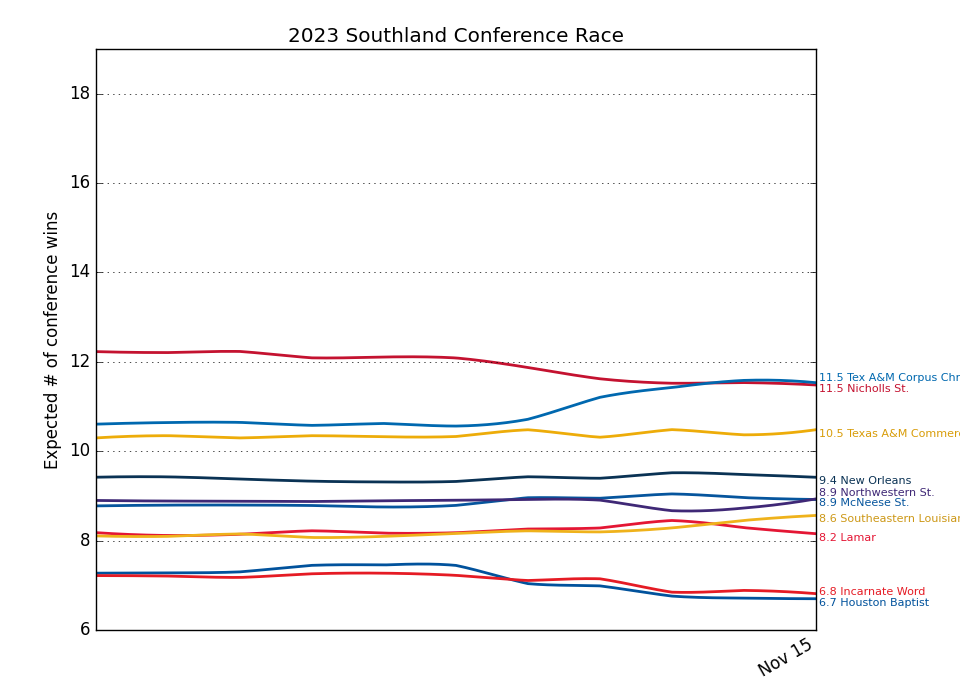 2023 Southland Conference Race
Expected # of conference wins
18
16
14
12
10
8
6
11.5 Tex A&M Corpus Chr
11.5 Nicholls St.
10.5 Texas A&M Commerc
9.4 New Orleans
8.9 Northwestern St.
8.9 McNeese St.
8.6 Southeastern Louisian
8.2 Lamar
6.8 Incarnate Word
6.7 Houston Baptist
Nov 15